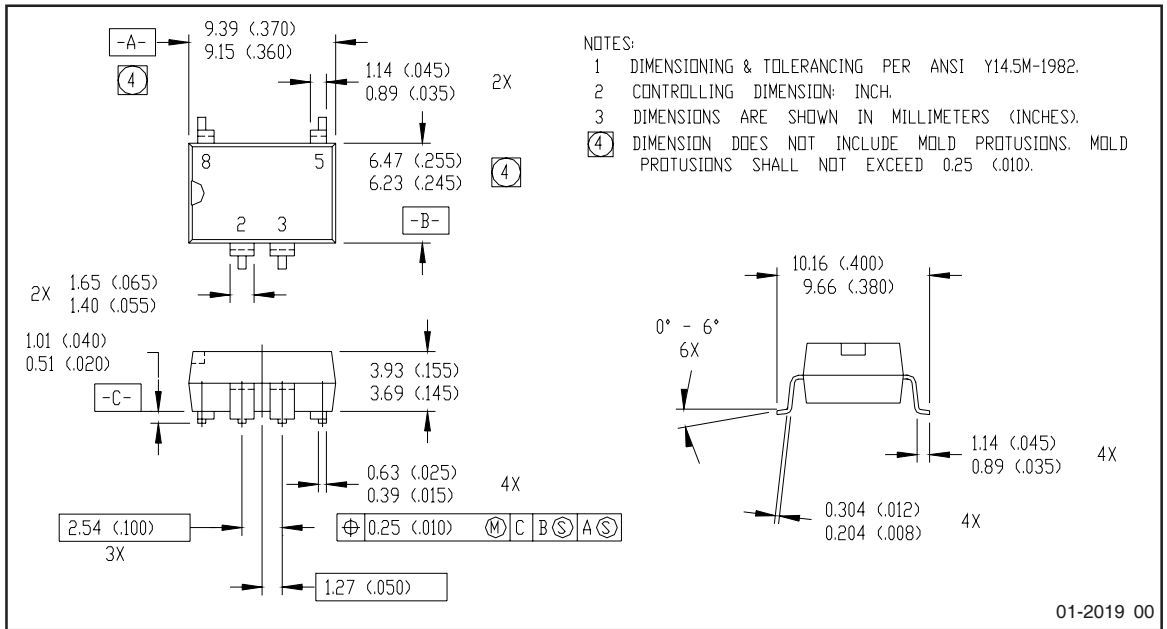 -A-
9.39 (.370)
9.15 (.360)
4
1.14 (.045)
0.89 (.035)
2X
8
5
6.47 (.255)
6.23 (.245)
4
2
3
-B-
2X
1.65 (.065)
1.40 (.055)
1.01 (.040)
0.51 (.020)
-C-
3.93 (.155)
3.69 (.145)
0.63 (.025)
0.39 (.015)
4X
2.54 (.100)
3X
⌖ 0.25 (.010) Ⓜ C B Ⓢ A Ⓢ
1.27 (.050)
NOTES:
1 DIMENSIONING & TOLERANCING PER ANSI Y14.5M-1982.
2 CONTROLLING DIMENSION: INCH.
3 DIMENSIONS ARE SHOWN IN MILLIMETERS (INCHES).
4 DIMENSION DOES NOT INCLUDE MOLD PROTUSIONS. MOLD
PROTUSIONS SHALL NOT EXCEED 0.25 (.010).
10.16 (.400)
9.66 (.380)
0° - 6°
6X
1.14 (.045)
0.89 (.035)
4X
0.304 (.012)
0.204 (.008)
4X
01-2019 00